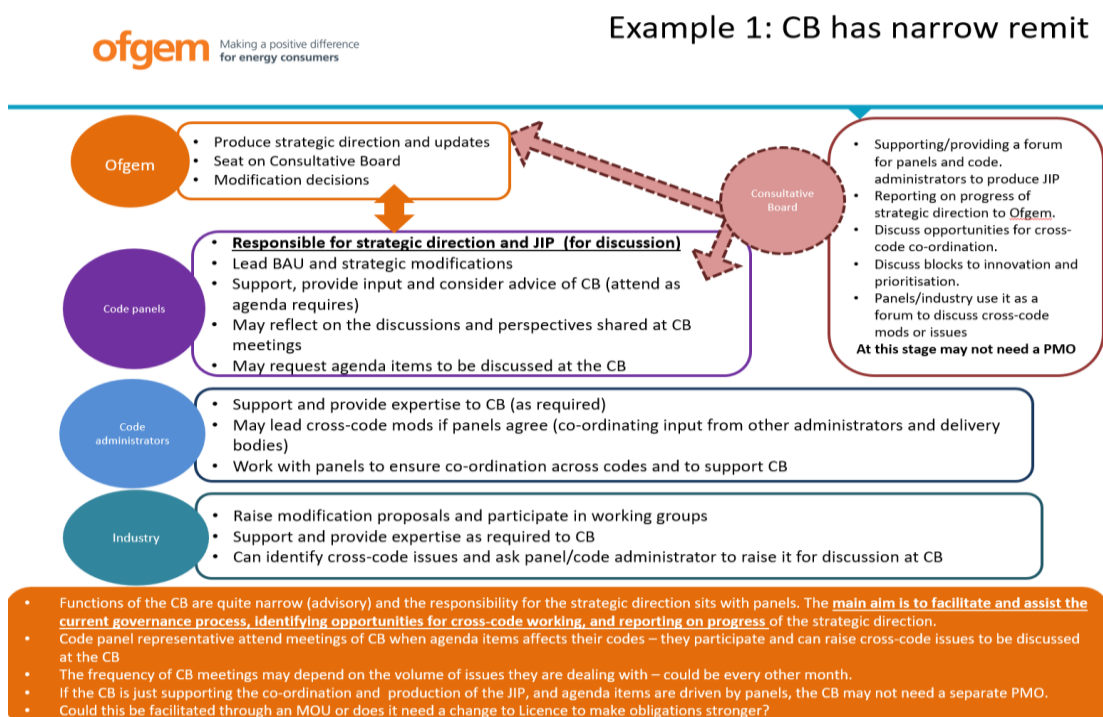 Example 1: CB has narrow remit
ofgem
Making a positive difference
for energy consumers
Ofgem
• Produce strategic direction and updates
• Seat on Consultative Board
• Modification decisions
Consultative
Board
• Supporting/providing a forum
for panels and code.
administrators to produce JIP
• Reporting on progress of
strategic direction to Ofgem.
• Discuss opportunities for cross-
code co-ordination.
• Discuss blocks to innovation and
prioritisation.
• Panels/industry use it as a
forum to discuss cross-code
mods or issues
At this stage may not need a PMO
Code panels
• Responsible for strategic direction and JIP (for discussion)
• Lead BAU and strategic modifications
• Support, provide input and consider advice of CB (attend as
agenda requires)
• May reflect on the discussions and perspectives shared at CB
meetings
• May request agenda items to be discussed at the CB
Code
administrators
• Support and provide expertise to CB (as required)
• May lead cross-code mods if panels agree (co-ordinating input from other administrators and delivery
bodies)
• Work with panels to ensure co-ordination across codes and to support CB
Industry
• Raise modification proposals and participate in working groups
• Support and provide expertise as required to CB
• Can identify cross-code issues and ask panel/code administrator to raise it for discussion at CB
• Functions of the CB are quite narrow (advisory) and the responsibility for the strategic direction sits with panels. The main aim is to facilitate and assist the
current governance process, identifying opportunities for cross-code working, and reporting on progress of the strategic direction.
• Code panel representative attend meetings of CB when agenda items affects their codes – they participate and can raise cross-code issues to be discussed
at the CB
• The frequency of CB meetings may depend on the volume of issues they are dealing with – could be every other month.
• If the CB is just supporting the co-ordination and production of the JIP, and agenda items are driven by panels, the CB may not need a separate PMO.
• Could this be facilitated through an MOU or does it need a change to Licence to make obligations stronger?